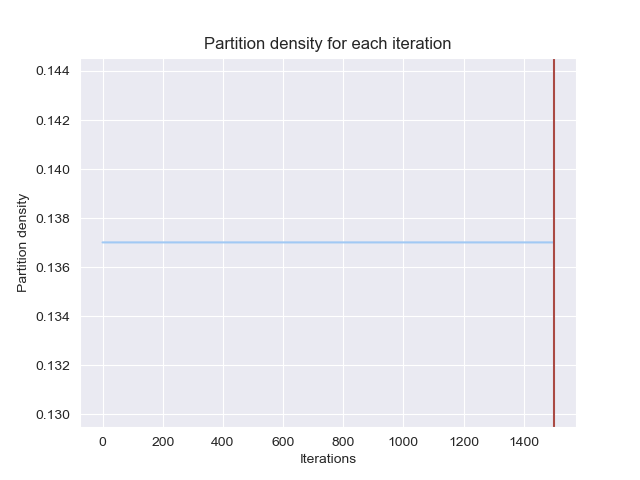 Partition density for each iteration
0.144
0.142
0.140
0.138
0.136
0.134
0.132
0.130
Partition density
0 200 400 600 800 1000 1200 1400
Iterations